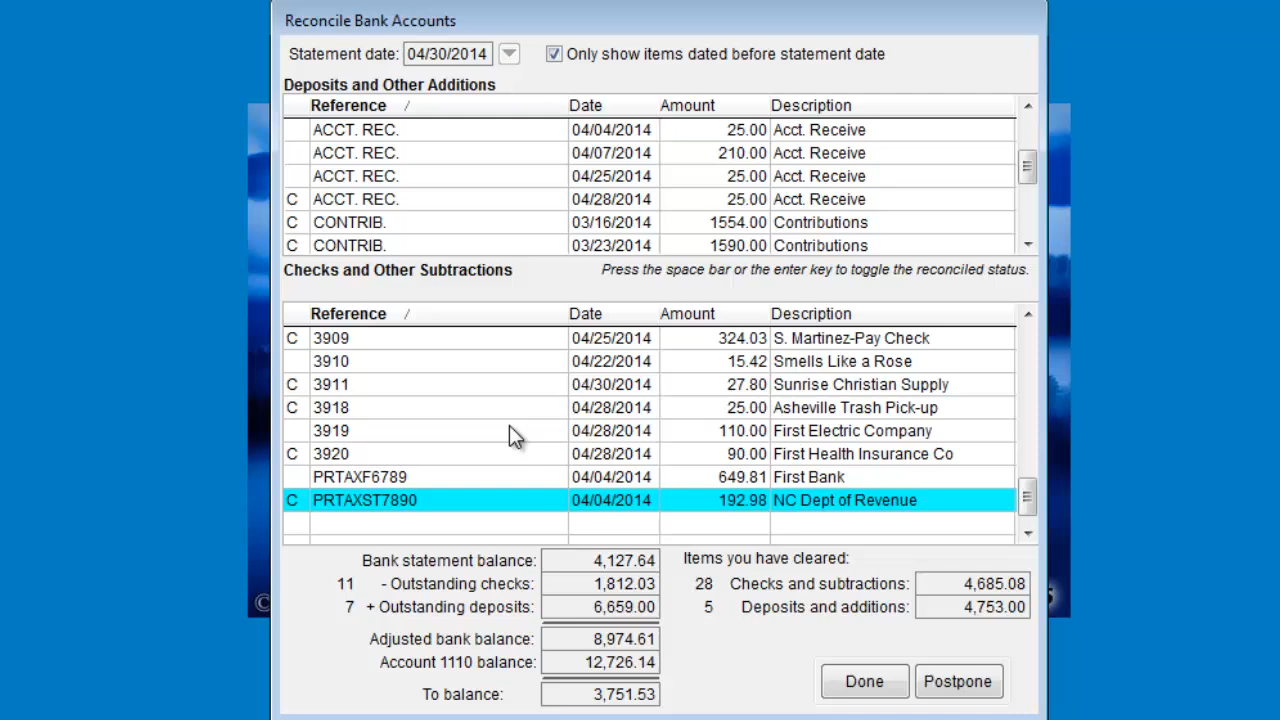 Reconcile Bank Accounts
Statement date: 04/30/2014 Only show items dated before statement date
Deposits and Other Additions
Reference / Date Amount Description
ACCT. REC. 04/04/2014 25.00 Acct. Receive
ACCT. REC. 04/07/2014 210.00 Acct. Receive
ACCT. REC. 04/25/2014 25.00 Acct. Receive
C ACCT. REC. 04/28/2014 25.00 Acct. Receive
C CONTRIB. 03/16/2014 1554.00 Contributions
C CONTRIB. 03/23/2014 1590.00 Contributions
Checks and Other Subtractions Press the space bar or the enter key to toggle the reconciled status.
Reference / Date Amount Description
C 3909 04/25/2014 324.03 S. Martinez-Pay Check
3910 04/22/2014 15.42 Smells Like a Rose
C 3911 04/30/2014 27.80 Sunrise Christian Supply
C 3918 04/28/2014 25.00 Asheville Trash Pick-up
3919 04/28/2014 110.00 First Electric Company
C 3920 04/28/2014 90.00 First Health Insurance Co
PRTAXF6789 04/04/2014 649.81 First Bank
C PRTAXST7890 04/04/2014 192.98 NC Dept of Revenue
Bank statement balance: 4,127.64 Items you have cleared:
11 - Outstanding checks: 1,812.03 28 Checks and subtractions: 4,685.08
7 + Outstanding deposits: 6,659.00 5 Deposits and additions: 4,753.00
©
Adjusted bank balance: 8,974.61
Account 1110 balance: 12,726.14
To balance: 3,751.53
Done Postpone